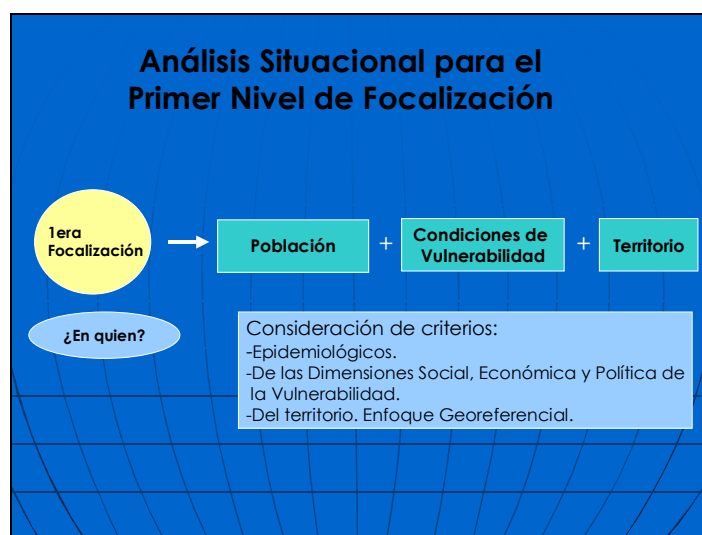 Análisis Situacional para el
Primer Nivel de Focalización
1era
Focalización
Población
+
Condiciones de
Vulnerabilidad
+
Territorio
¿En quien?
Consideración de criterios:
-Epidemiológicos.
-De las Dimensiones Social, Económica y Política de
la Vulnerabilidad.
-Del territorio. Enfoque Georeferencial.